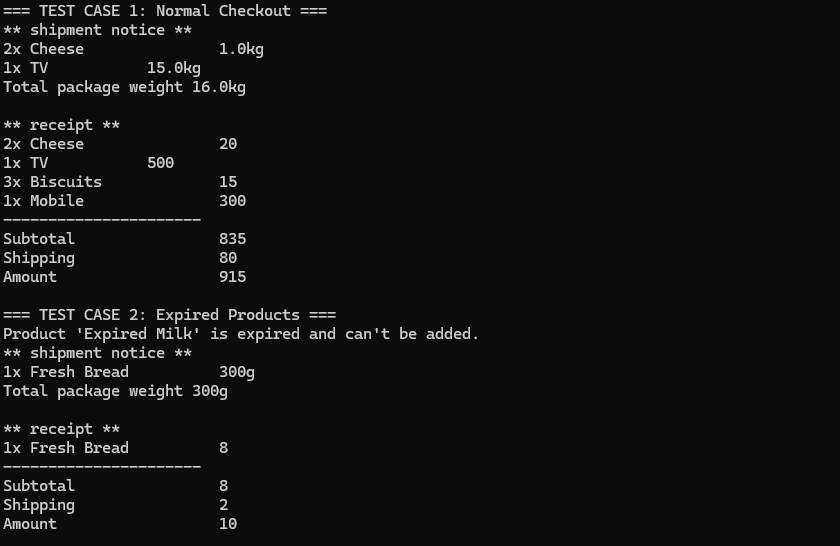 === TEST CASE 1: Normal Checkout ===
** shipment notice **
2x Cheese               1.0kg
1x TV           15.0kg
Total package weight 16.0kg

** receipt **
2x Cheese               20
1x TV           500
3x Biscuits             15
1x Mobile               300
----------------------
Subtotal                835
Shipping                80
Amount                  915

=== TEST CASE 2: Expired Products ===
Product 'Expired Milk' is expired and can't be added.
** shipment notice **
1x Fresh Bread          300g
Total package weight 300g

** receipt **
1x Fresh Bread          8
----------------------
Subtotal                8
Shipping                2
Amount                  10